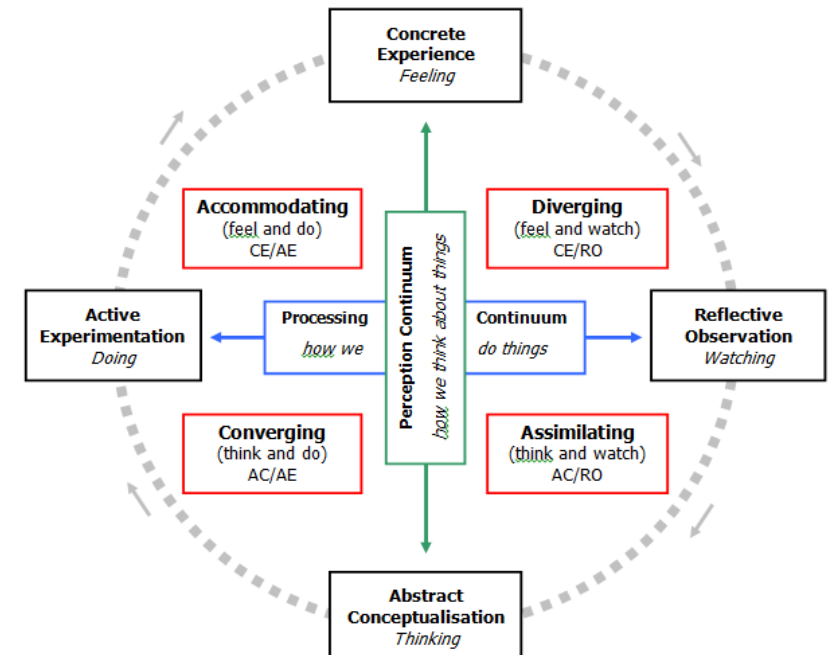 Concrete
Experience
Feeling
Accommodating
(feel and do)
CE/AE
Diverging
(feel and watch)
CE/RO
Perception Continuum
how we think about things
Active
Experimentation
Doing
Processing
how we
Continuum
do things
Reflective
Observation
Watching
Converging
(think and do)
AC/AE
Assimilating
(think and watch)
AC/RO
Abstract
Conceptualisation
Thinking